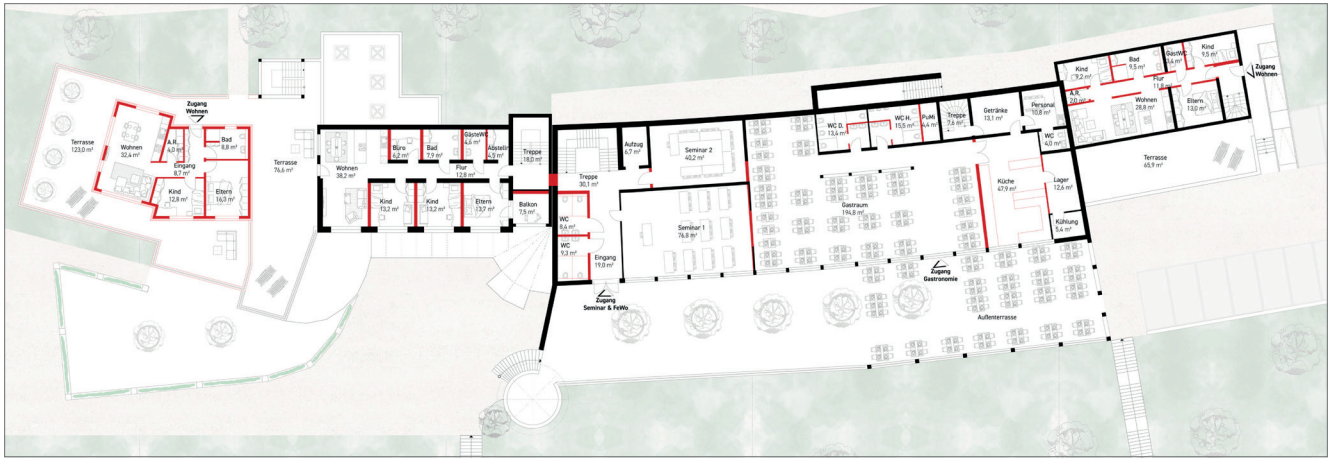 Zugang
Wohnen
Terrasse
123,0 m²
Wohnen
32,4 m²
A.R.
4,0 m²
Bad
8,8 m²
Eingang
8,7 m²
Kind
12,8 m²
Eltern
16,3 m²
Terrasse
76,6 m²
Wohnen
38,2 m²
Büro
6,2 m²
Bad
7,9 m²
GästeWC
4,6 m²
Abstellr.
4,5 m²
Flur
12,8 m²
Kind
13,2 m²
Kind
13,2 m²
Eltern
13,7 m²
Treppe
18,0 m²
Balkon
7,5 m²
Treppe
30,1 m²
Aufzug
6,7 m²
WC
8,4 m²
WC
9,3 m²
Eingang
19,0 m²
Zugang
Seminar & FeWo
Seminar 2
40,2 m²
Seminar 1
76,8 m²
Gastraum
194,8 m²
WC D.
13,4 m²
WC H.
15,5 m²
PuMi
4,4 m²
Treppe
7,6 m²
Getränke
13,1 m²
Personal
10,8 m²
WC
4,0 m²
Küche
47,9 m²
Lager
12,6 m²
Kühlung
5,4 m²
Zugang
Gastronomie
Außenterrasse
Kind
9,2 m²
Bad
9,5 m²
GästWC
Kind
9,5 m²
Flur
11,8 m²
A.R.
2,0 m²
Wohnen
28,8 m²
Eltern
13,0 m²
Zugang
Wohnen
Terrasse
65,9 m²